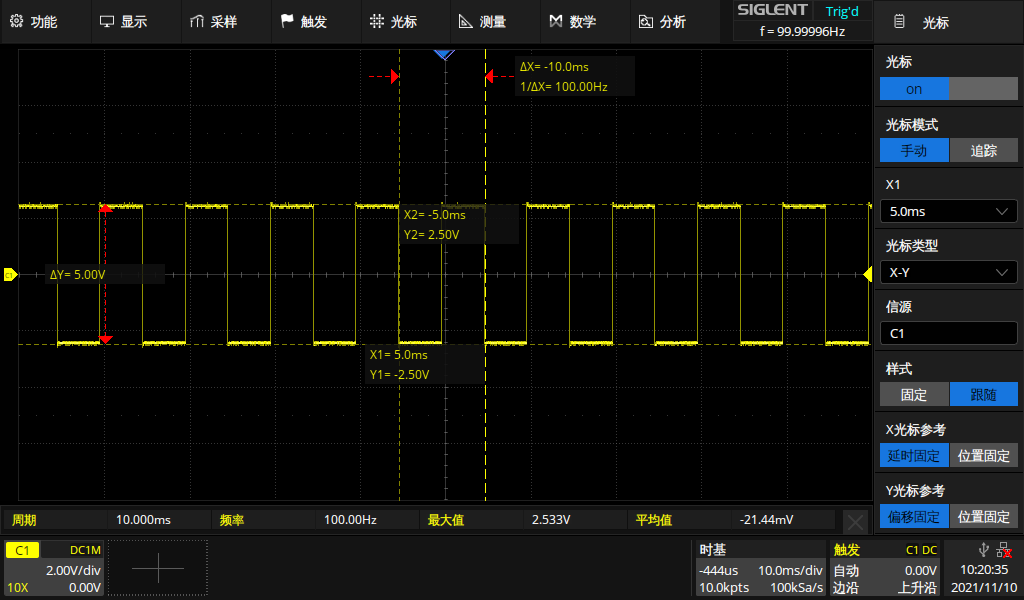 功能 显示 采样 触发 光标 测量 数学 分析
SIGLENT Trig'd
f = 99.99996Hz
光标
光标
on
光标模式
手动 追踪
X1
5.0ms
光标类型
X-Y
信源
C1
样式
固定 跟随
X光标参考
延时固定 位置固定
Y光标参考
偏移固定 位置固定
ΔX= -10.0ms
1/ΔX= 100.00Hz
X2= -5.0ms
Y2= 2.50V
C1
ΔY= 5.00V
X1= 5.0ms
Y1= -2.50V
周期 10.000ms 频率 100.00Hz 最大值 2.533V 平均值 -21.44mV
C1 DC1M
2.00V/div
10X 0.00V
时基
-444us 10.0ms/div
10.0kpts 100kSa/s
触发 C1 DC
自动 0.00V
边沿 上升沿
10:20:35
2021/11/10